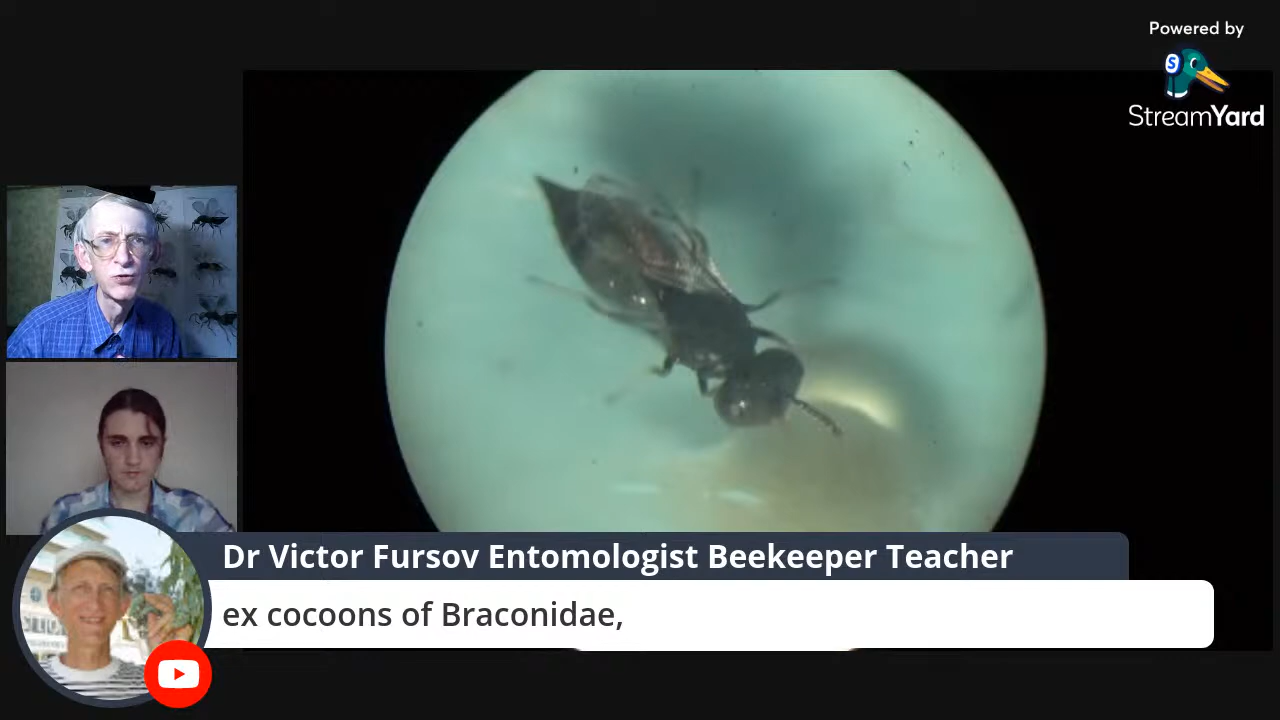 Powered by
StreamYard
Dr Victor Fursov Entomologist Beekeeper Teacher
ex cocoons of Braconidae,